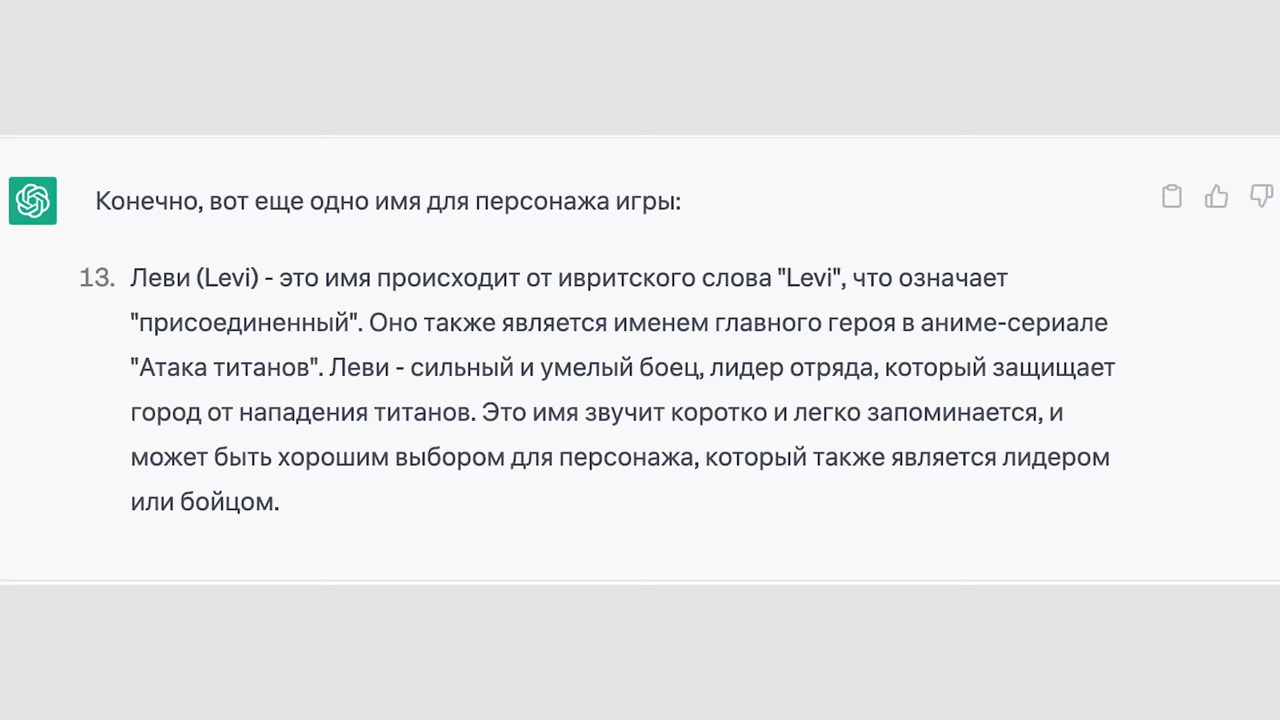 Конечно, вот еще одно имя для персонажа игры:
13. Леви (Levi) - это имя происходит от ивритского слова "Levi", что означает
"присоединенный". Оно также является именем главного героя в аниме-сериале
"Атака титанов". Леви - сильный и умелый боец, лидер отряда, который защищает
город от нападения титанов. Это имя звучит коротко и легко запоминается, и
может быть хорошим выбором для персонажа, который также является лидером
или бойцом.